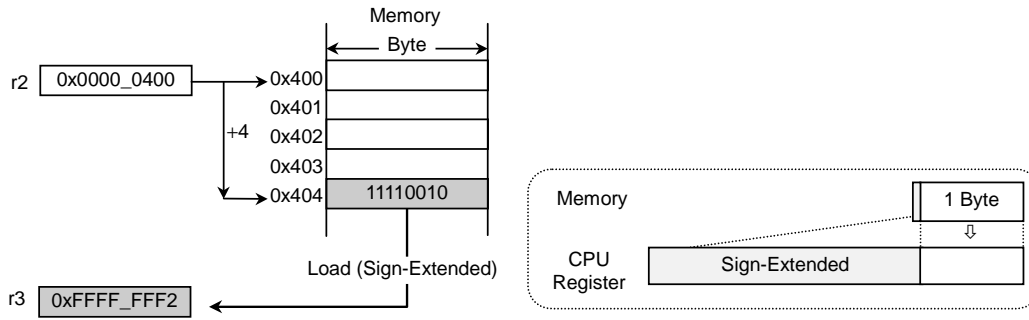 Memory
Byte
r2 0x0000_0400
0x400
0x401
+4 0x402
0x403
0x404 11110010
Load (Sign-Extended)
r3 0xFFFF_FFF2
Memory 1 Byte
⇩
CPU
Register
Sign-Extended